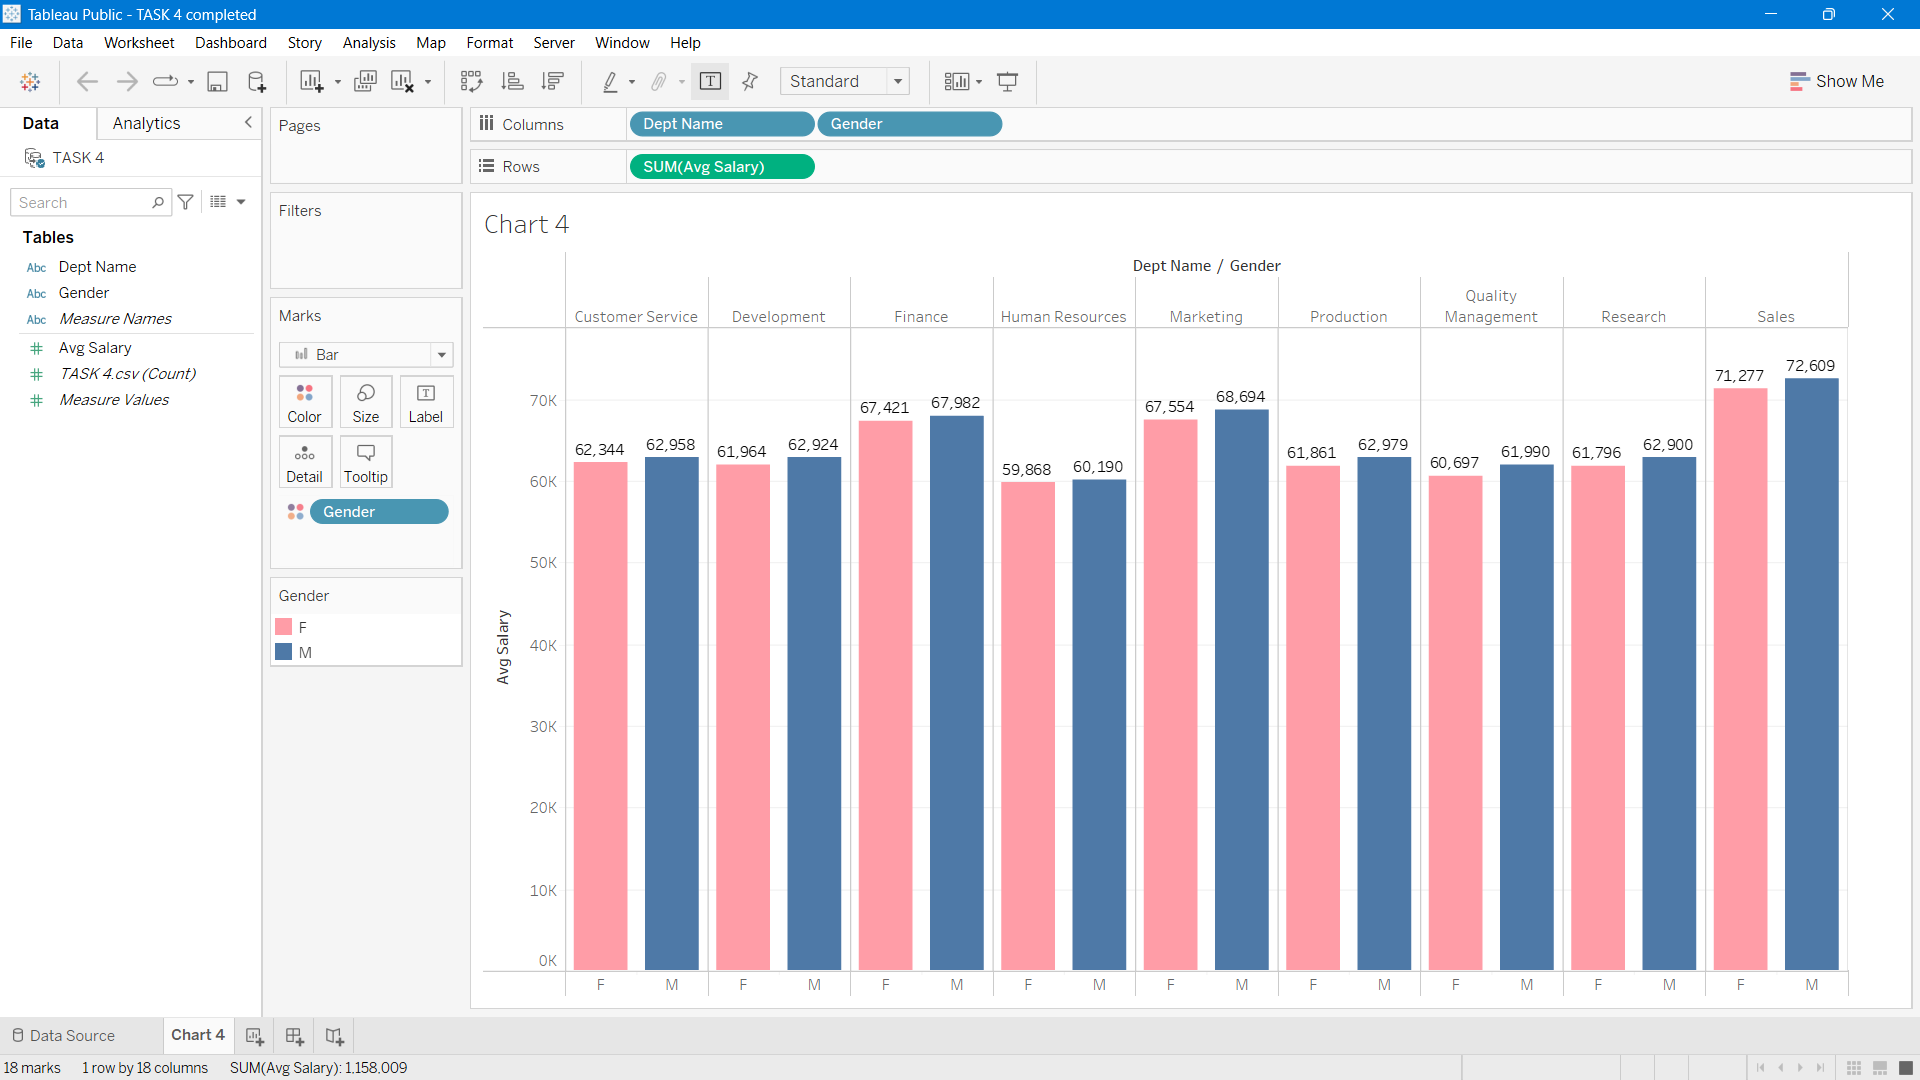 Tableau Public - TASK 4 completed
File Data Worksheet Dashboard Story Analysis Map Format Server Window Help
Standard
Show Me
Data Analytics
TASK 4
Search
Tables
Abc Dept Name
Abc Gender
Abc Measure Names
# Avg Salary
# TASK 4.csv (Count)
# Measure Values
Pages
Filters
Marks
Bar
Color Size Label
Detail Tooltip
Gender
Gender
F
M
Columns Dept Name Gender
Rows SUM(Avg Salary)
Chart 4
Dept Name / Gender
Customer Service Development Finance Human Resources Marketing Production Quality Management Research Sales
Avg Salary
70K
60K
50K
40K
30K
20K
10K
0K
62,344 62,958 61,964 62,924 67,421 67,982 59,868 60,190 67,554 68,694 61,861 62,979 60,697 61,990 61,796 62,900 71,277 72,609
F M F M F M F M F M F M F M F M F M
Data Source Chart 4
18 marks 1 row by 18 columns SUM(Avg Salary): 1,158,009